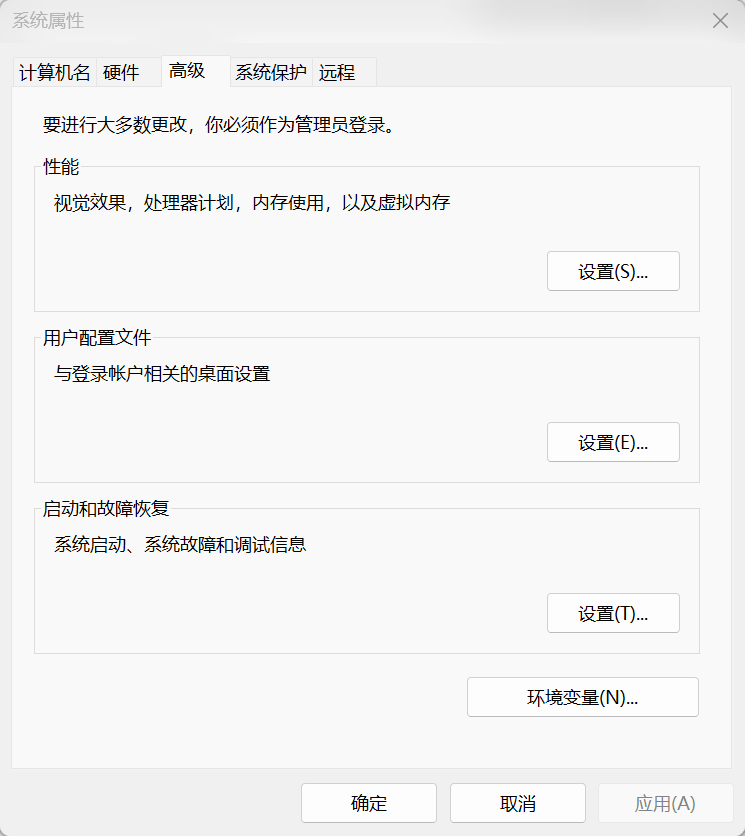 系统属性
计算机名 硬件 高级 系统保护 远程
要进行大多数更改，你必须作为管理员登录。
性能
视觉效果，处理器计划，内存使用，以及虚拟内存
设置(S)...
用户配置文件
与登录帐户相关的桌面设置
设置(E)...
启动和故障恢复
系统启动、系统故障和调试信息
设置(T)...
环境变量(N)...
确定 取消 应用(A)